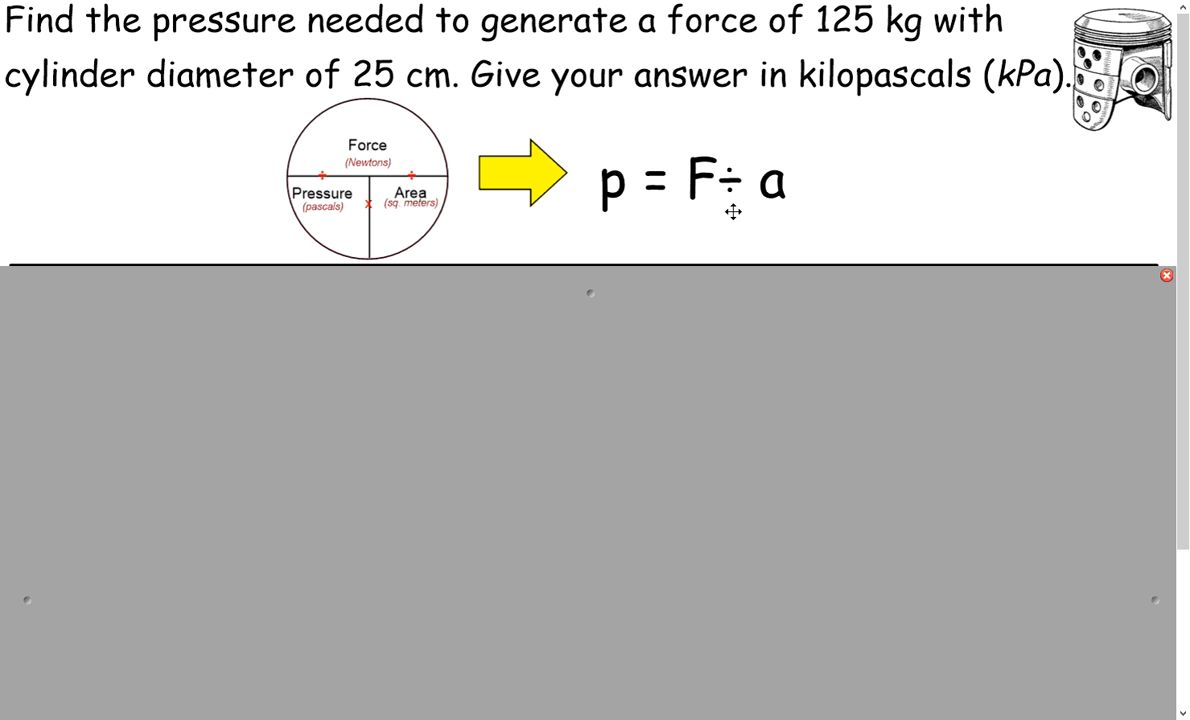 Find the pressure needed to generate a force of 125 kg with
cylinder diameter of 25 cm. Give your answer in kilopascals (kPa).
Force
(Newtons)
÷ ÷
Pressure x Area
(pascals) (sq. meters)
p = F÷ a